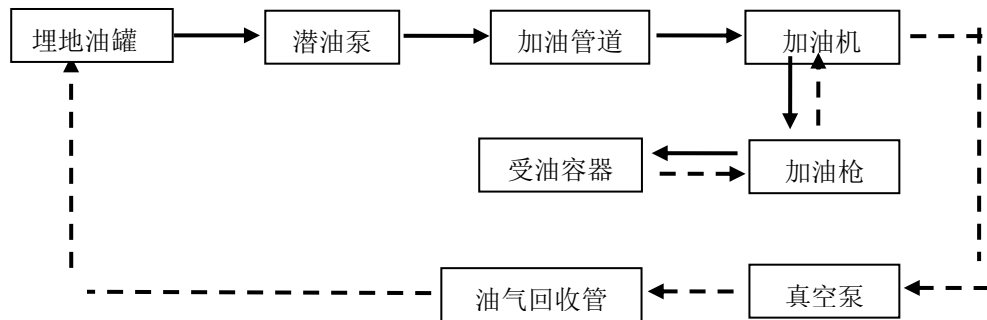 埋地油罐
潜油泵
加油管道
加油机
受油容器
加油枪
油气回收管
真空泵